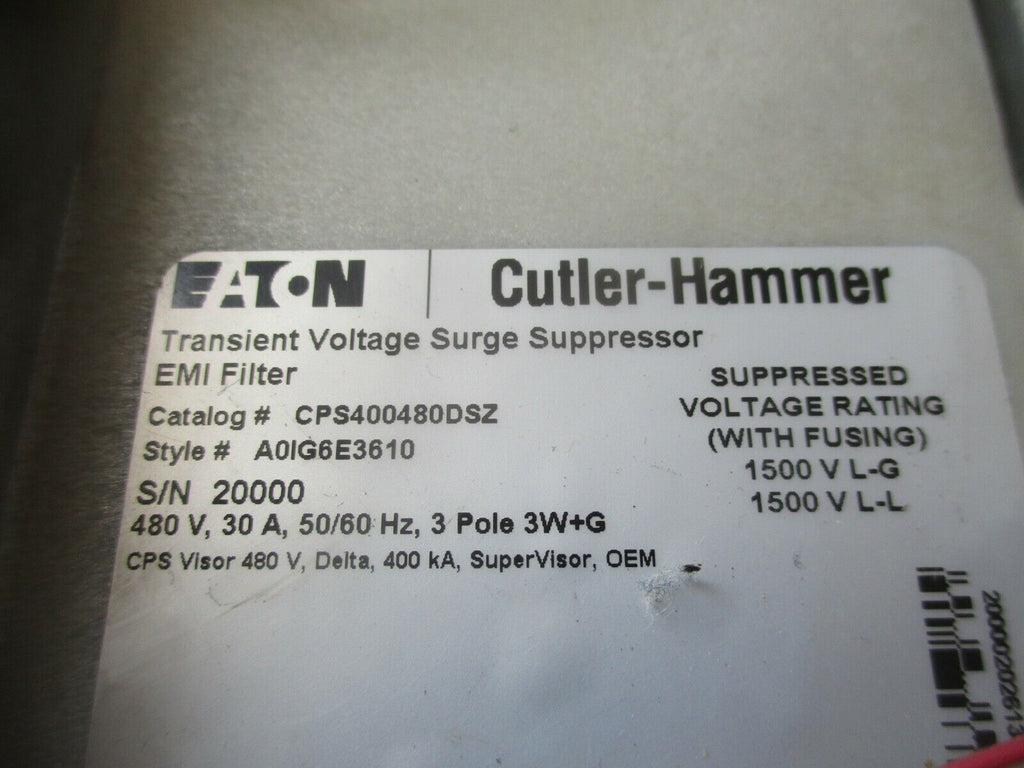 EATON
Cutler-Hammer
Transient Voltage Surge Suppressor
EMI Filter
Catalog # CPS400480DSZ
Style # A0IG6E3610
S/N 20000
480 V, 30 A, 50/60 Hz, 3 Pole 3W+G
CPS Visor 480 V, Delta, 400 kA, SuperVisor, OEM
SUPPRESSED
VOLTAGE RATING
(WITH FUSING)
1500 V L-G
1500 V L-L